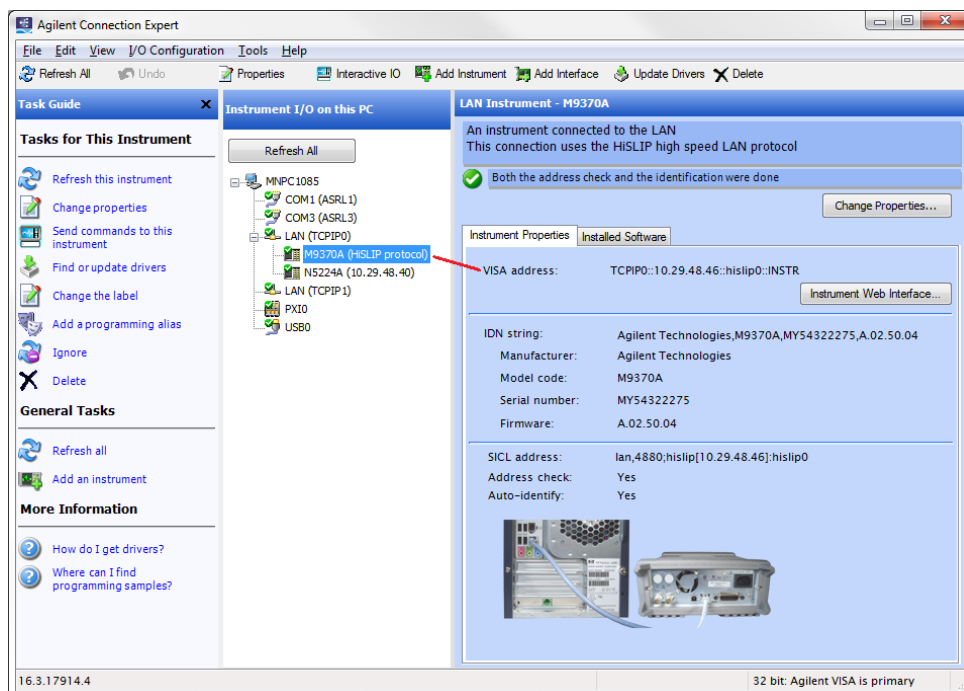 Agilent Connection Expert
File Edit View I/O Configuration Tools Help
Refresh All Undo Properties Interactive IO Add Instrument Add Interface Update Drivers Delete
Task Guide
Tasks for This Instrument
Refresh this instrument
Change properties
Send commands to this
instrument
Find or update drivers
Change the label
Add a programming alias
Ignore
Delete
General Tasks
Refresh all
Add an instrument
More Information
How do I get drivers?
Where can I find
programming samples?
Instrument I/O on this PC
Refresh All
MNPC1085
COM1 (ASRL1)
COM3 (ASRL3)
LAN (TCPIP0)
M9370A (HiSLIP protocol)
N5224A (10.29.48.40)
LAN (TCPIP1)
PXI0
USB0
LAN Instrument - M9370A
An instrument connected to the LAN
This connection uses the HiSLIP high speed LAN protocol
Both the address check and the identification were done
Change Properties...
Instrument Properties Installed Software
VISA address: TCPIP0::10.29.48.46::hislip0::INSTR
Instrument Web Interface...
IDN string: Agilent Technologies,M9370A,MY54322275,A.02.50.04
Manufacturer: Agilent Technologies
Model code: M9370A
Serial number: MY54322275
Firmware: A.02.50.04
SICL address: lan,4880;hislip[10.29.48.46]:hislip0
Address check: Yes
Auto-identify: Yes
16.3.17914.4
32 bit: Agilent VISA is primary